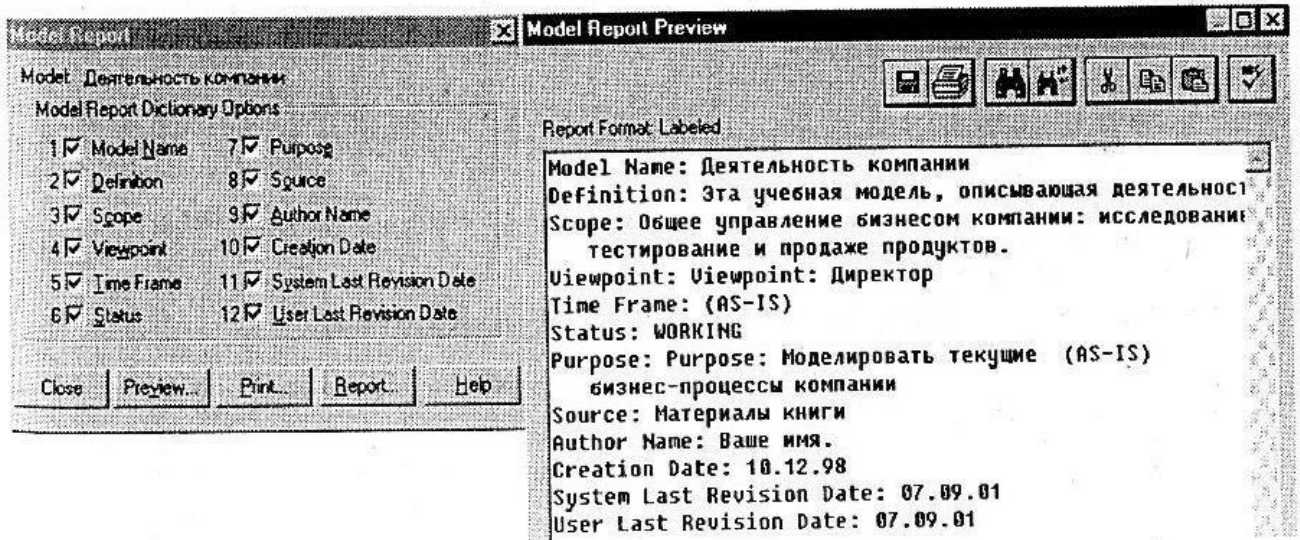 Model Report
Model: Деятельность компании
Model Report Dictionary Options
1 Model Name
2 Definition
3 Scope
4 Viewpoint
5 Time Frame
6 Status
7 Purpose
8 Source
9 Author Name
10 Creation Date
11 System Last Revision Date
12 User Last Revision Date
Close Preview... Print... Report... Help
Model Report Preview
Report Format: Labeled
Model Name: Деятельность компании
Definition: Эта учебная модель, описывающая деятельност
Scope: Общее управление бизнесом компании: исследование
тестирование и продаже продуктов.
Viewpoint: Viewpoint: Директор
Time Frame: (AS-IS)
Status: WORKING
Purpose: Purpose: Моделировать текущие (AS-IS)
бизнес-процессы компании
Source: Материалы книги
Author Name: Ваше имя.
Creation Date: 10.12.98
System Last Revision Date: 07.09.01
User Last Revision Date: 07.09.01